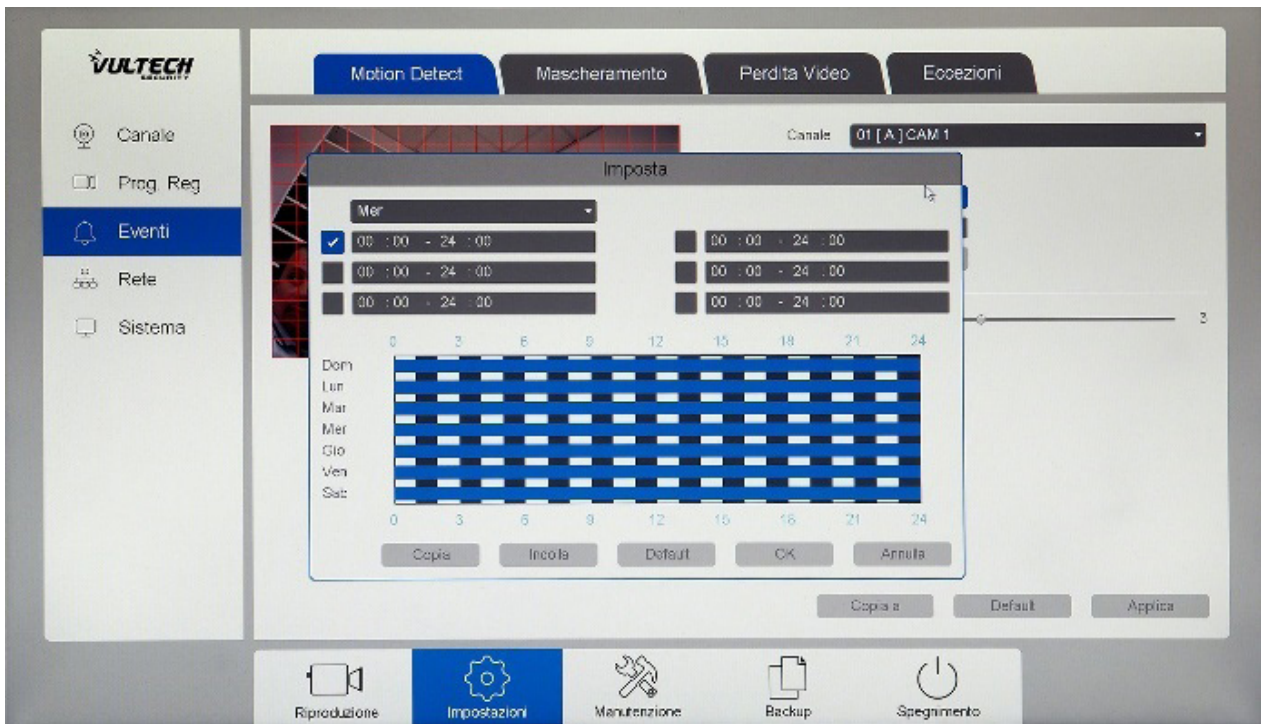 VULTECH
SECURITY
Motion Detect
Mascheramento
Perdita Video
Eccezioni
Canale
Prog. Reg
Eventi
Rete
Sistema
Canale
01 [ A ] CAM 1
3
Imposta
Mer
00 : 00 - 24 : 00
00 : 00 - 24 : 00
00 : 00 - 24 : 00
00 : 00 - 24 : 00
00 : 00 - 24 : 00
00 : 00 - 24 : 00
0 3 6 9 12 15 18 21 24
Dom
Lun
Mar
Mer
Gio
Ven
Sab
0 3 6 9 12 15 18 21 24
Copia
Incolla
Default
OK
Annulla
Copia a
Default
Applica
Riproduzione
Impostazioni
Manutenzione
Backup
Spegnimento